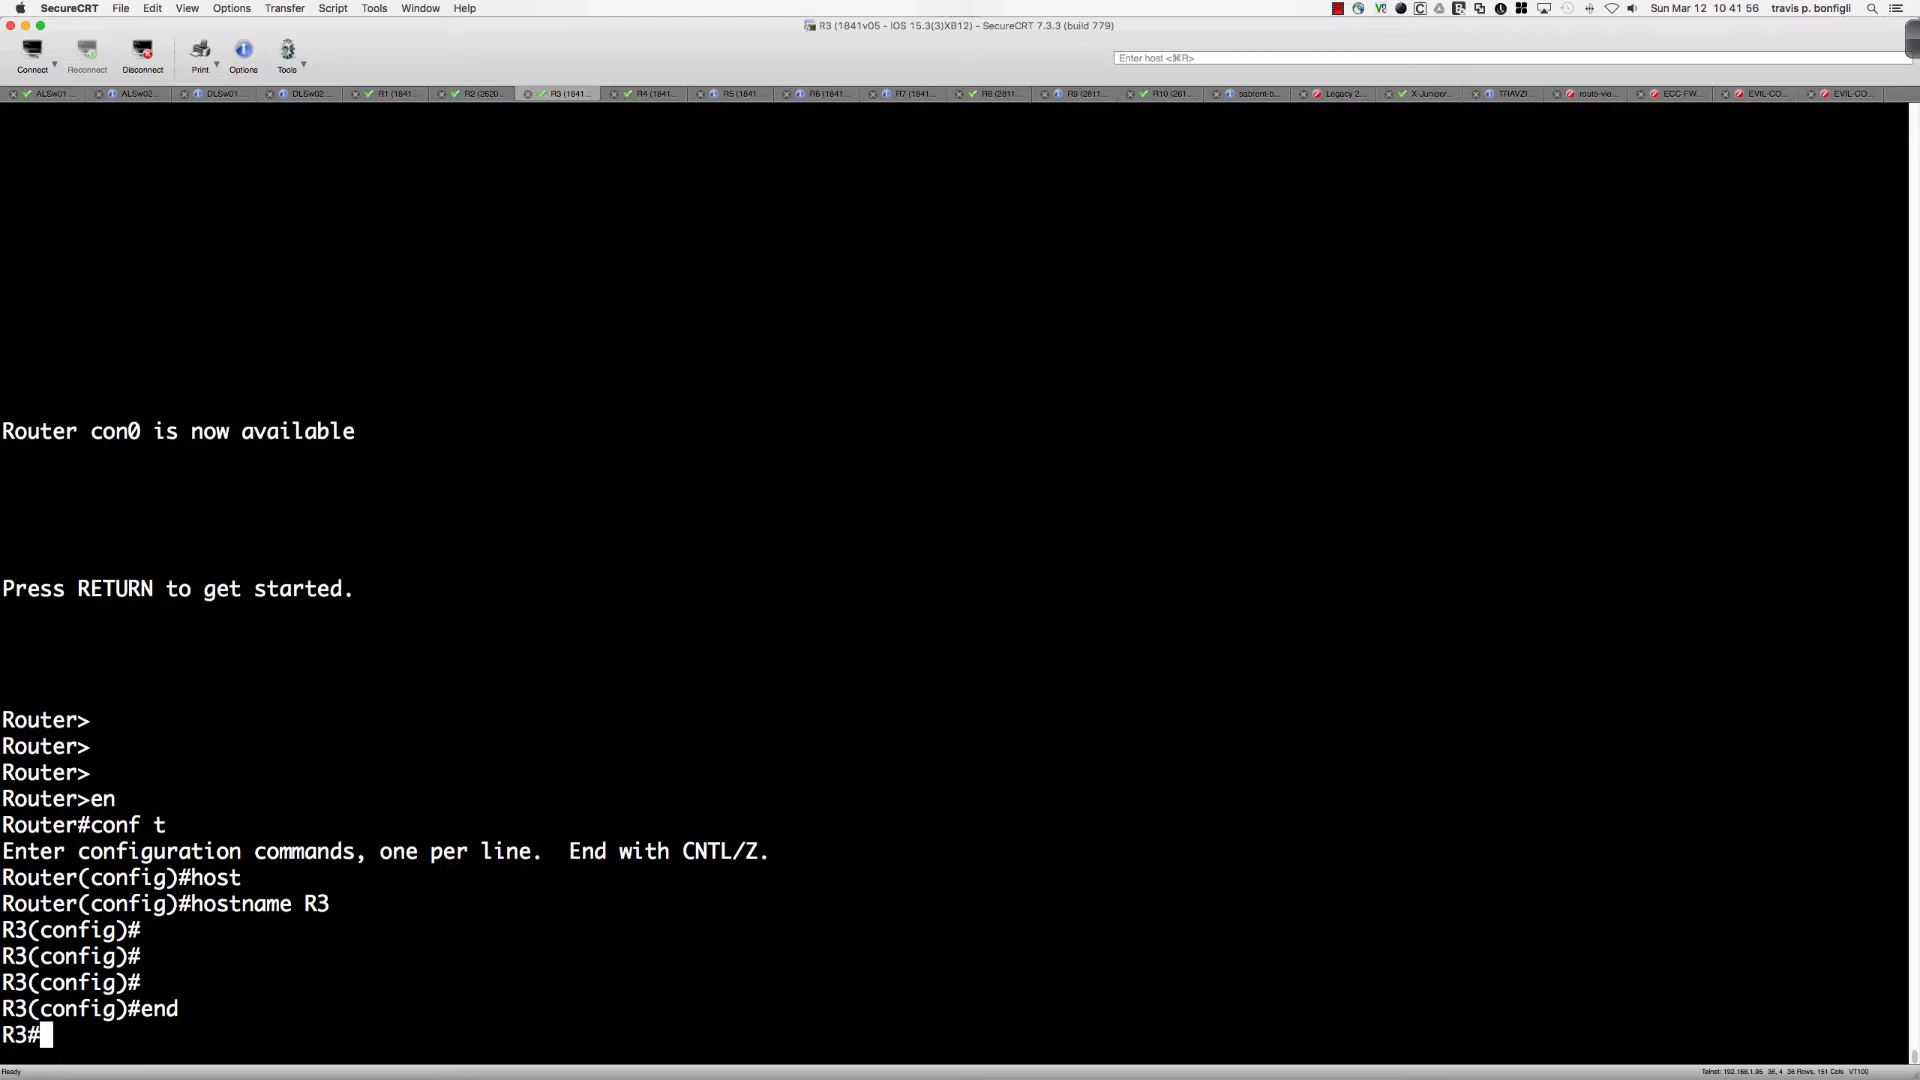 SecureCRT File Edit View Options Transfer Script Tools Window Help Sun Mar 12 10 41 56 travis p. bonfigli
R3 (1841v05 - IOS 15.3(3)XB12) - SecureCRT 7.3.3 (build 779)
Connect Reconnect Disconnect Print Options Tools Enter host <⌘R>
ALSw01 ... ALSw02... DLSw01 ... DLSw02 ... R1 (1841... R2 (2620... R3 (1841... R4 (1841... R5 (1841... R6 (1841... R7 (1841... R8 (2811... R9 (2811... R10 (261... sabrent-b... Legacy 2... X-Juniper... TRAVZI... route-vie... ECC-FW... EVIL-CO... EVIL-CO...
Router con0 is now available
Press RETURN to get started.
Router>
Router>
Router>
Router>en
Router#conf t
Enter configuration commands, one per line.  End with CNTL/Z.
Router(config)#host
Router(config)#hostname R3
R3(config)#
R3(config)#
R3(config)#
R3(config)#end
R3#
Ready Telnet: 192.168.1.95 36, 4 36 Rows, 151 Cols VT100